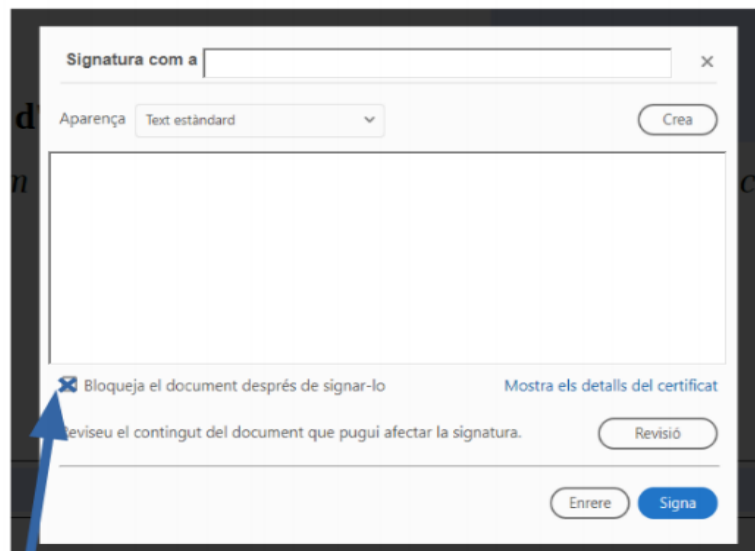 Signatura com a
d'
Aparença Text estàndard Crea
m c
Bloqueja el document després de signar-lo Mostra els detalls del certificat
Reviseu el contingut del document que pugui afectar la signatura. Revisió
Enrere Signa